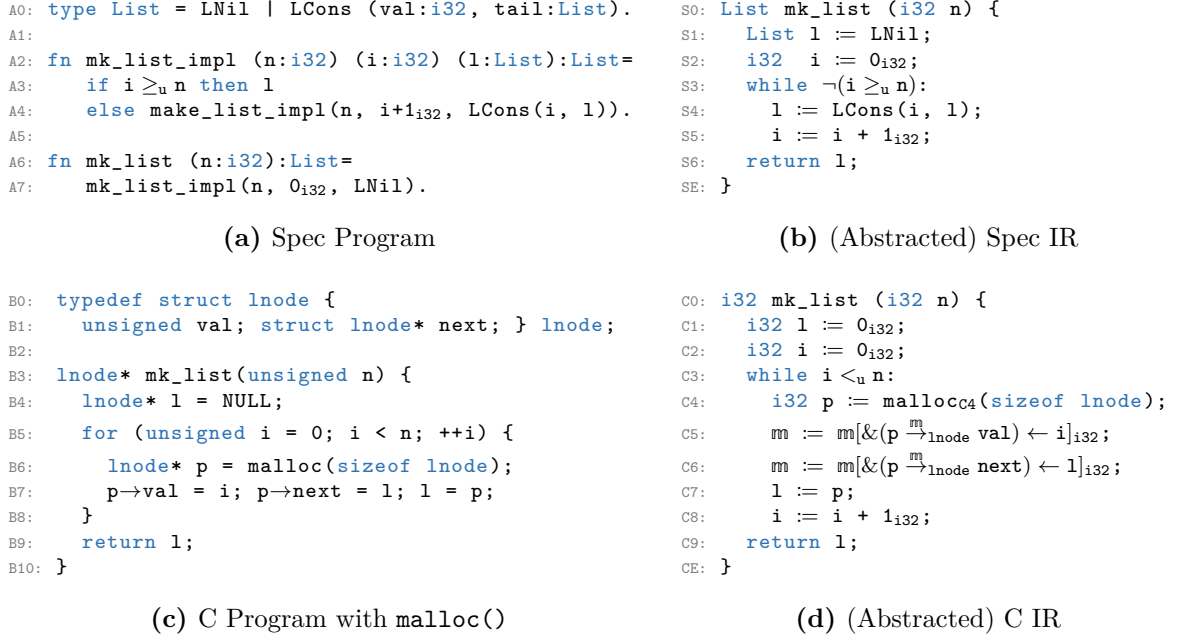 A0: type List = LNil | LCons (val:i32, tail:List).
A1:
A2: fn mk_list_impl (n:i32) (i:i32) (l:List):List=
A3: if i ≥u n then l
A4: else make_list_impl(n, i+1i32, LCons(i, l)).
A5:
A6: fn mk_list (n:i32):List=
A7: mk_list_impl(n, 0i32, LNil).
(a) Spec Program
S0: List mk_list (i32 n) {
S1: List l := LNil;
S2: i32 i := 0i32;
S3: while ¬(i ≥u n):
S4: l := LCons(i, l);
S5: i := i + 1i32;
S6: return l;
SE: }
(b) (Abstracted) Spec IR
B0: typedef struct lnode {
B1: unsigned val; struct lnode* next; } lnode;
B2:
B3: lnode* mk_list(unsigned n) {
B4: lnode* l = NULL;
B5: for (unsigned i = 0; i < n; ++i) {
B6: lnode* p = malloc(sizeof lnode);
B7: p→val = i; p→next = l; l = p;
B8: }
B9: return l;
B10: }
(c) C Program with malloc()
C0: i32 mk_list (i32 n) {
C1: i32 l := 0i32;
C2: i32 i := 0i32;
C3: while i <u n:
C4: i32 p := mallocC4(sizeof lnode);
C5: 𝕞 := 𝕞[&(p 𝕞→lnode val) ← i]i32;
C6: 𝕞 := 𝕞[&(p 𝕞→lnode next) ← l]i32;
C7: l := p;
C8: i := i + 1i32;
C9: return l;
CE: }
(d) (Abstracted) C IR